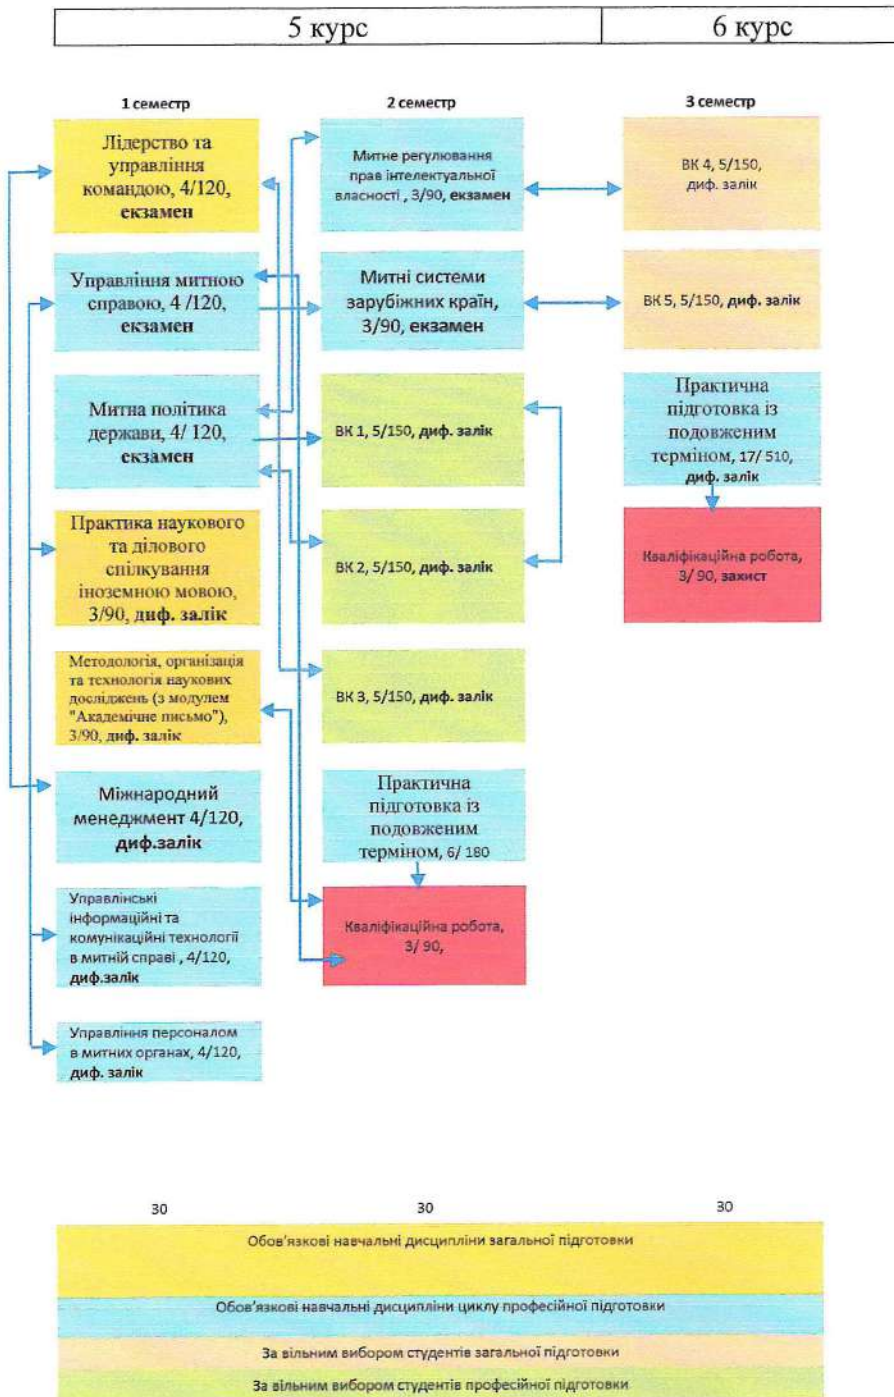 5 курс
6 курс
1 семестр
2 семестр
3 семестр
Лідерство та
управління
командою, 4/120,
екзамен
Управління митною
справою, 4 /120,
екзамен
Митна політика
держави, 4/ 120,
екзамен
Практика наукового
та ділового
спілкування
іноземною мовою,
3/90, диф. залік
Методологія, організація
та технологія наукових
досліджень (з модулем
"Академічне письмо"),
3/90, диф. залік
Міжнародний
менеджмент 4/120,
диф.залік
Управлінські
інформаційні та
комунікаційні технології
в митній справі , 4/120,
диф.залік
Управління персоналом
в митних органах, 4/120,
диф. залік
Митне регулювання
прав інтелектуальної
власності , 3/90, екзамен
Митні системи
зарубіжних країн,
3/90, екзамен
ВК 1, 5/150, диф. залік
ВК 2, 5/150, диф. залік
ВК 3, 5/150, диф. залік
Практична
підготовка із
подовженим
терміном, 6/ 180
Кваліфікаційна робота,
3/ 90,
ВК 4, 5/150,
диф. залік
ВК 5, 5/150, диф. залік
Практична
підготовка із
подовженим
терміном, 17/ 510,
диф. залік
Кваліфікаційна робота,
3/ 90, захист
30
30
30
Обов'язкові навчальні дисципліни загальної підготовки
Обов'язкові навчальні дисципліни циклу професійної підготовки
За вільним вибором студентів загальної підготовки
За вільним вибором студентів професійної підготовки